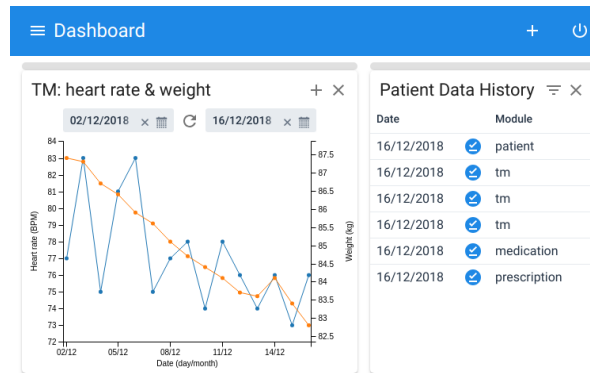 Dashboard
TM: heart rate & weight
02/12/2018 16/12/2018
84
83
82
81
80
79
78
77
76
75
74
73
72
Heart rate (BPM)
87.5
87
86.5
86
85.5
85
84.5
84
83.5
83
82.5
Weight (kg)
02/12 05/12 08/12 11/12 14/12
Date (day/month)
Patient Data History
Date Module
16/12/2018 patient
16/12/2018 tm
16/12/2018 tm
16/12/2018 tm
16/12/2018 medication
16/12/2018 prescription